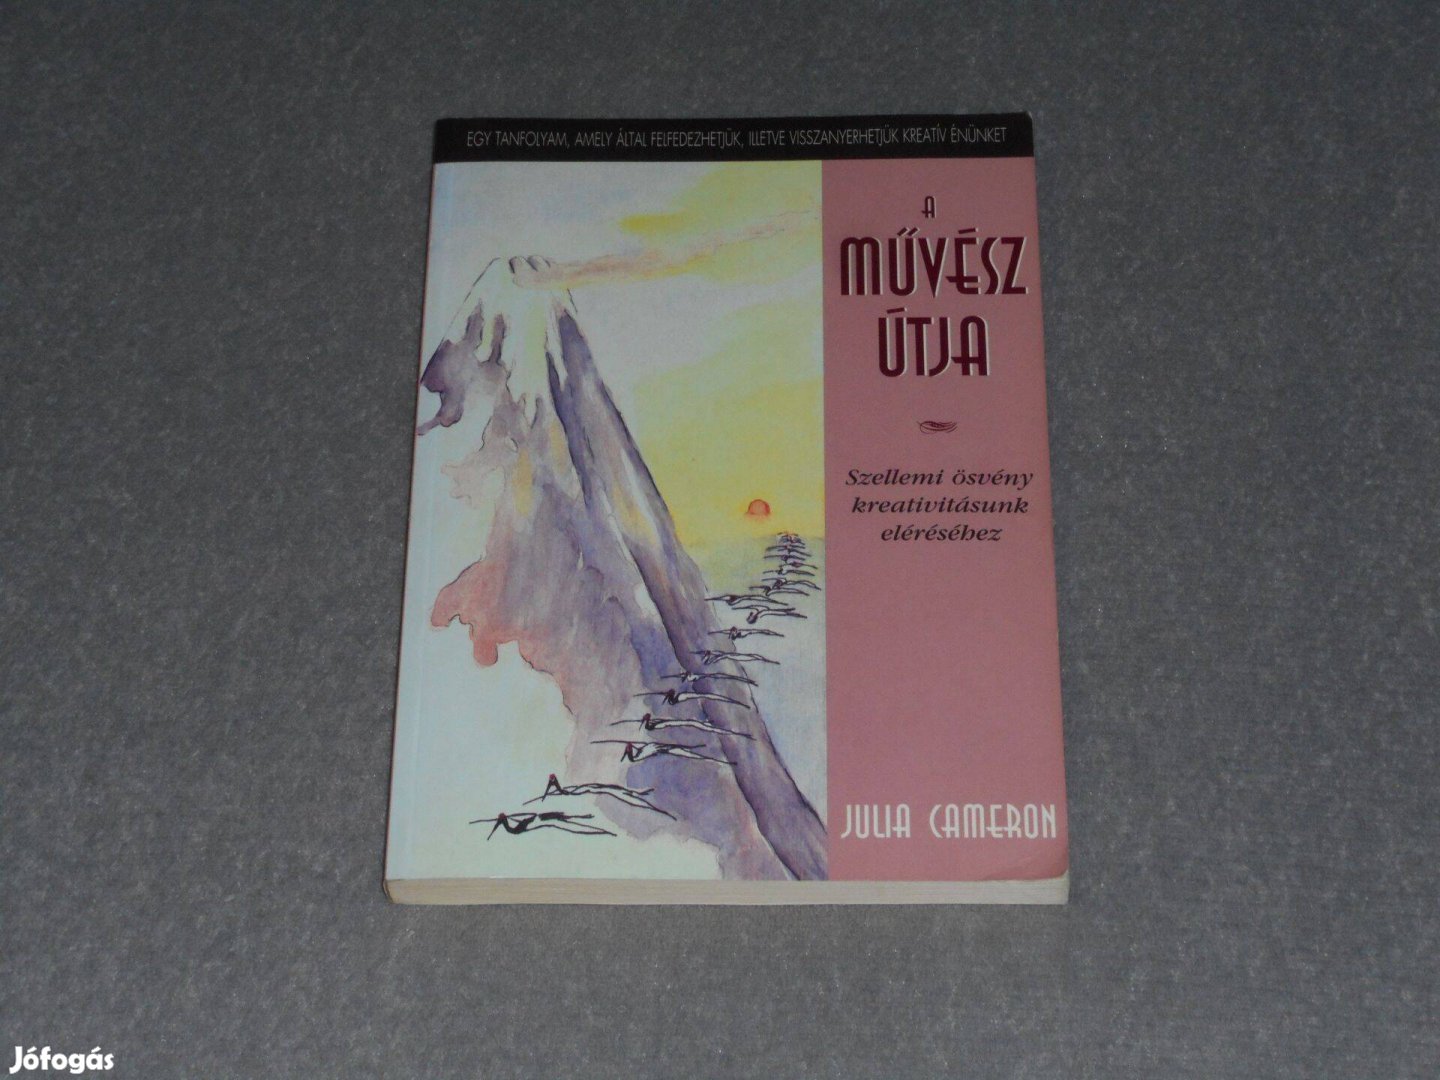 EGY TANFOLYAM, AMELY ÁLTAL FELFEDEZHETJÜK, ILLETVE VISSZANYERHETJÜK KREATÍV ÉNÜNKET
A
MŰVÉSZ
ÚTJA
Szellemi ösvény
kreativitásunk
eléréséhez
JULIA CAMERON
Jófogás